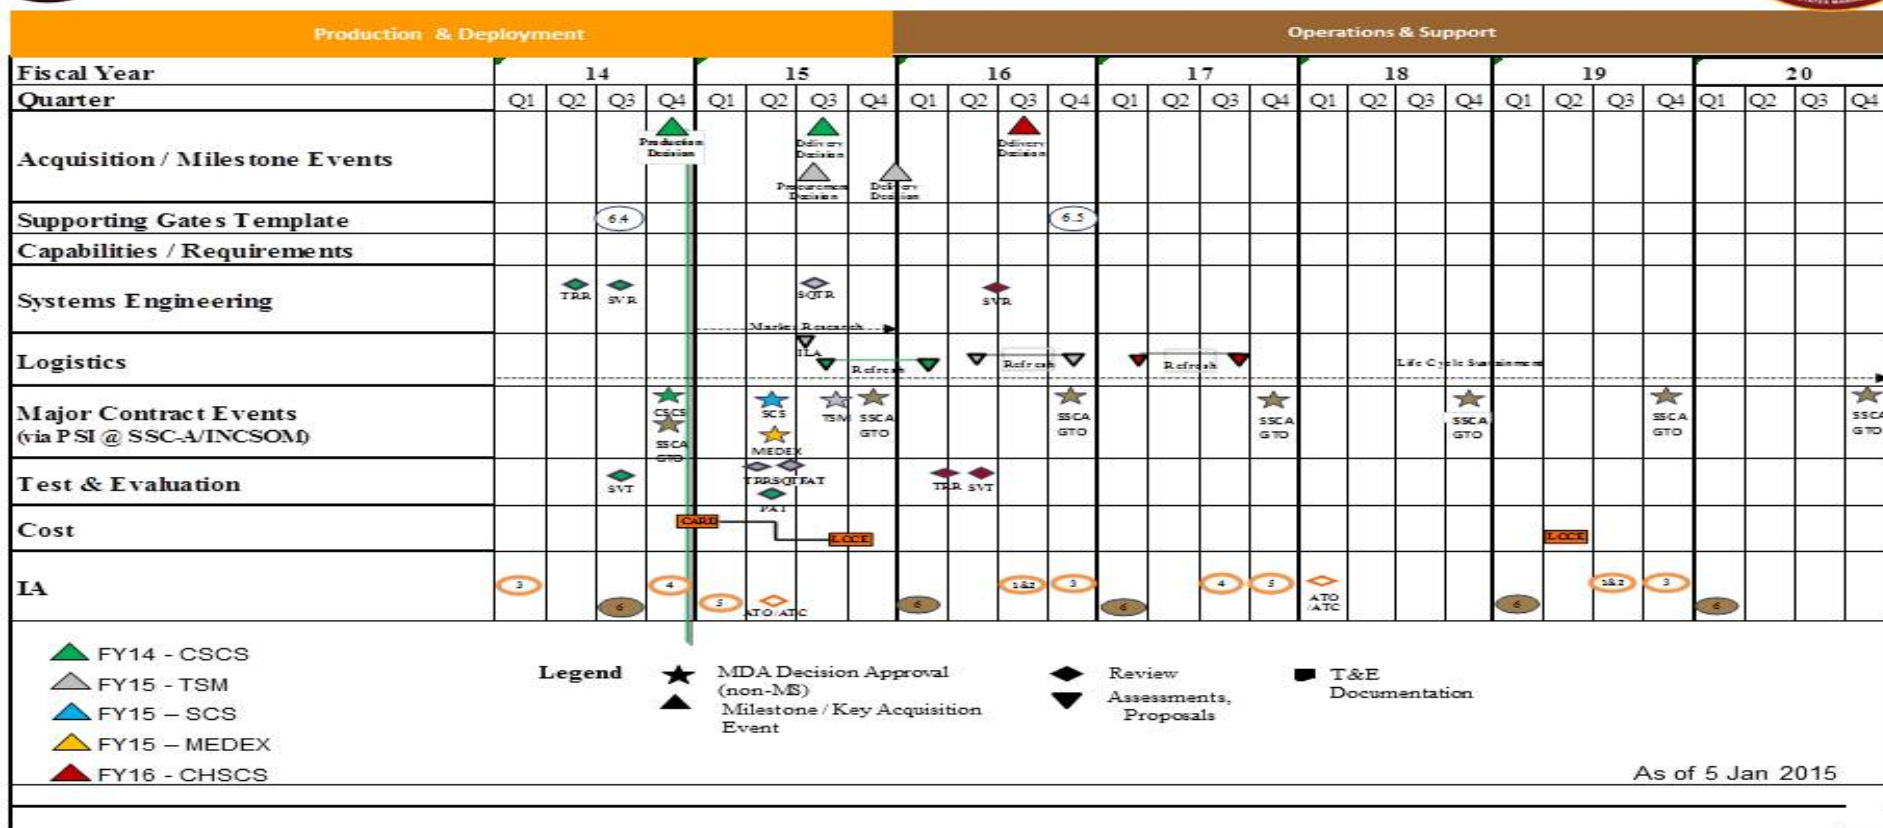 Production & Deployment
Operations & Support
Fiscal Year 14 15 16 17 18 19 20
Quarter Q1 Q2 Q3 Q4 Q1 Q2 Q3 Q4 Q1 Q2 Q3 Q4 Q1 Q2 Q3 Q4 Q1 Q2 Q3 Q4 Q1 Q2 Q3 Q4 Q1 Q2 Q3 Q4
Acquisition / Milestone Events
Production
Decision
Delivery
Decision
Delivery
Decision
Procurement
Decision
Delivery
Decision
Supporting Gates Template 6.4 6.5
Capabilities / Requirements
Systems Engineering
TRR SVR SQTR SVR
Market Research
Logistics
ILA
Refresh Refresh Refresh Life Cycle Sustainment
Major Contract Events
(via PSI @ SSC-A/INCSOM)
CSCS SCS TSM SSCA SSCA SSCA SSCA SSCA SSCA
GTO GTO GTO GTO GTO GTO
SSCA
GTO
MEDEX
Test & Evaluation
SVT TRR SQT FAT TRR SVT
PAT
Cost
CARD LCCE LCCE
IA
3 4 1&2 3 4 5 1&2 3
6 5 ATO/ATC 6 6 ATO 6 6
/ATC
FY14 - CSCS
FY15 - TSM
FY15 – SCS
FY15 – MEDEX
FY16 - CHSCS
Legend
MDA Decision Approval
(non-MS)
Milestone / Key Acquisition
Event
Review
Assessments,
Proposals
T&E
Documentation
As of 5 Jan 2015